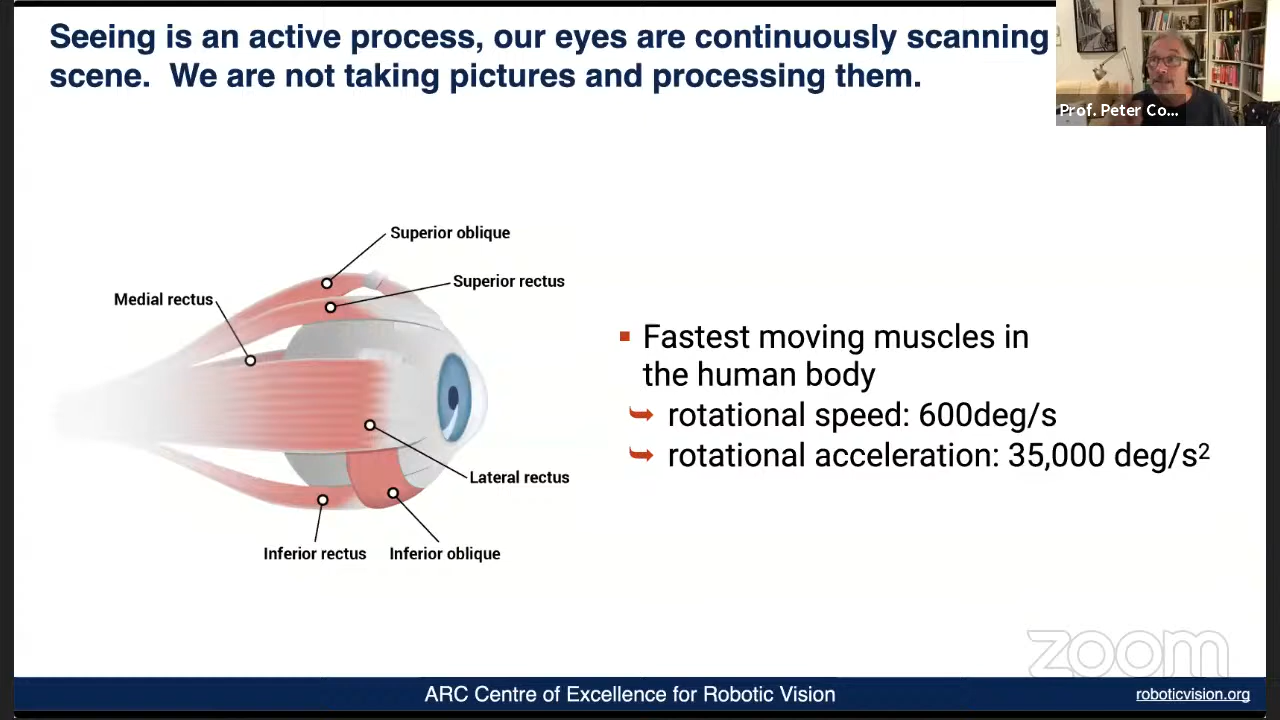 Seeing is an active process, our eyes are continuously scanning
scene. We are not taking pictures and processing them.
Prof. Peter Co...
Superior oblique
Superior rectus
Medial rectus
Fastest moving muscles in
the human body
rotational speed: 600deg/s
rotational acceleration: 35,000 deg/s²
Lateral rectus
Inferior rectus
Inferior oblique
zoom
ARC Centre of Excellence for Robotic Vision
roboticvision.org